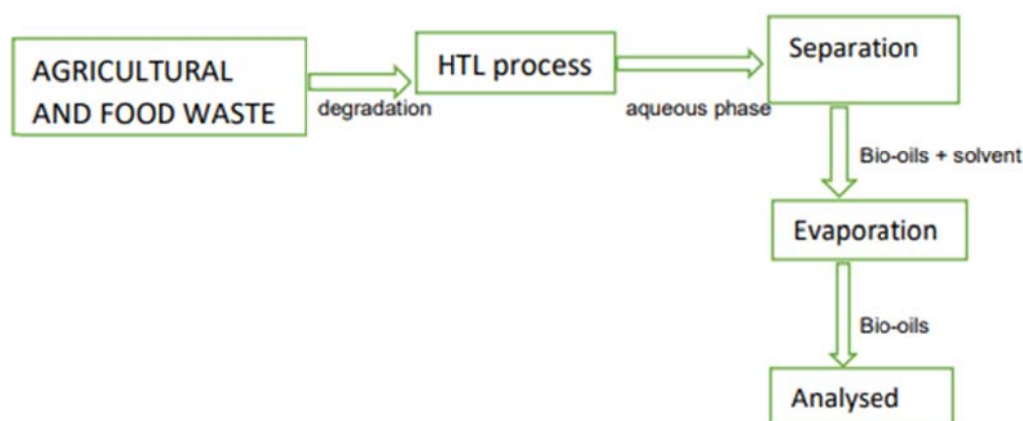 AGRICULTURAL
AND FOOD WASTE
degradation
HTL process
aqueous phase
Separation
Bio-oils + solvent
Evaporation
Bio-oils
Analysed